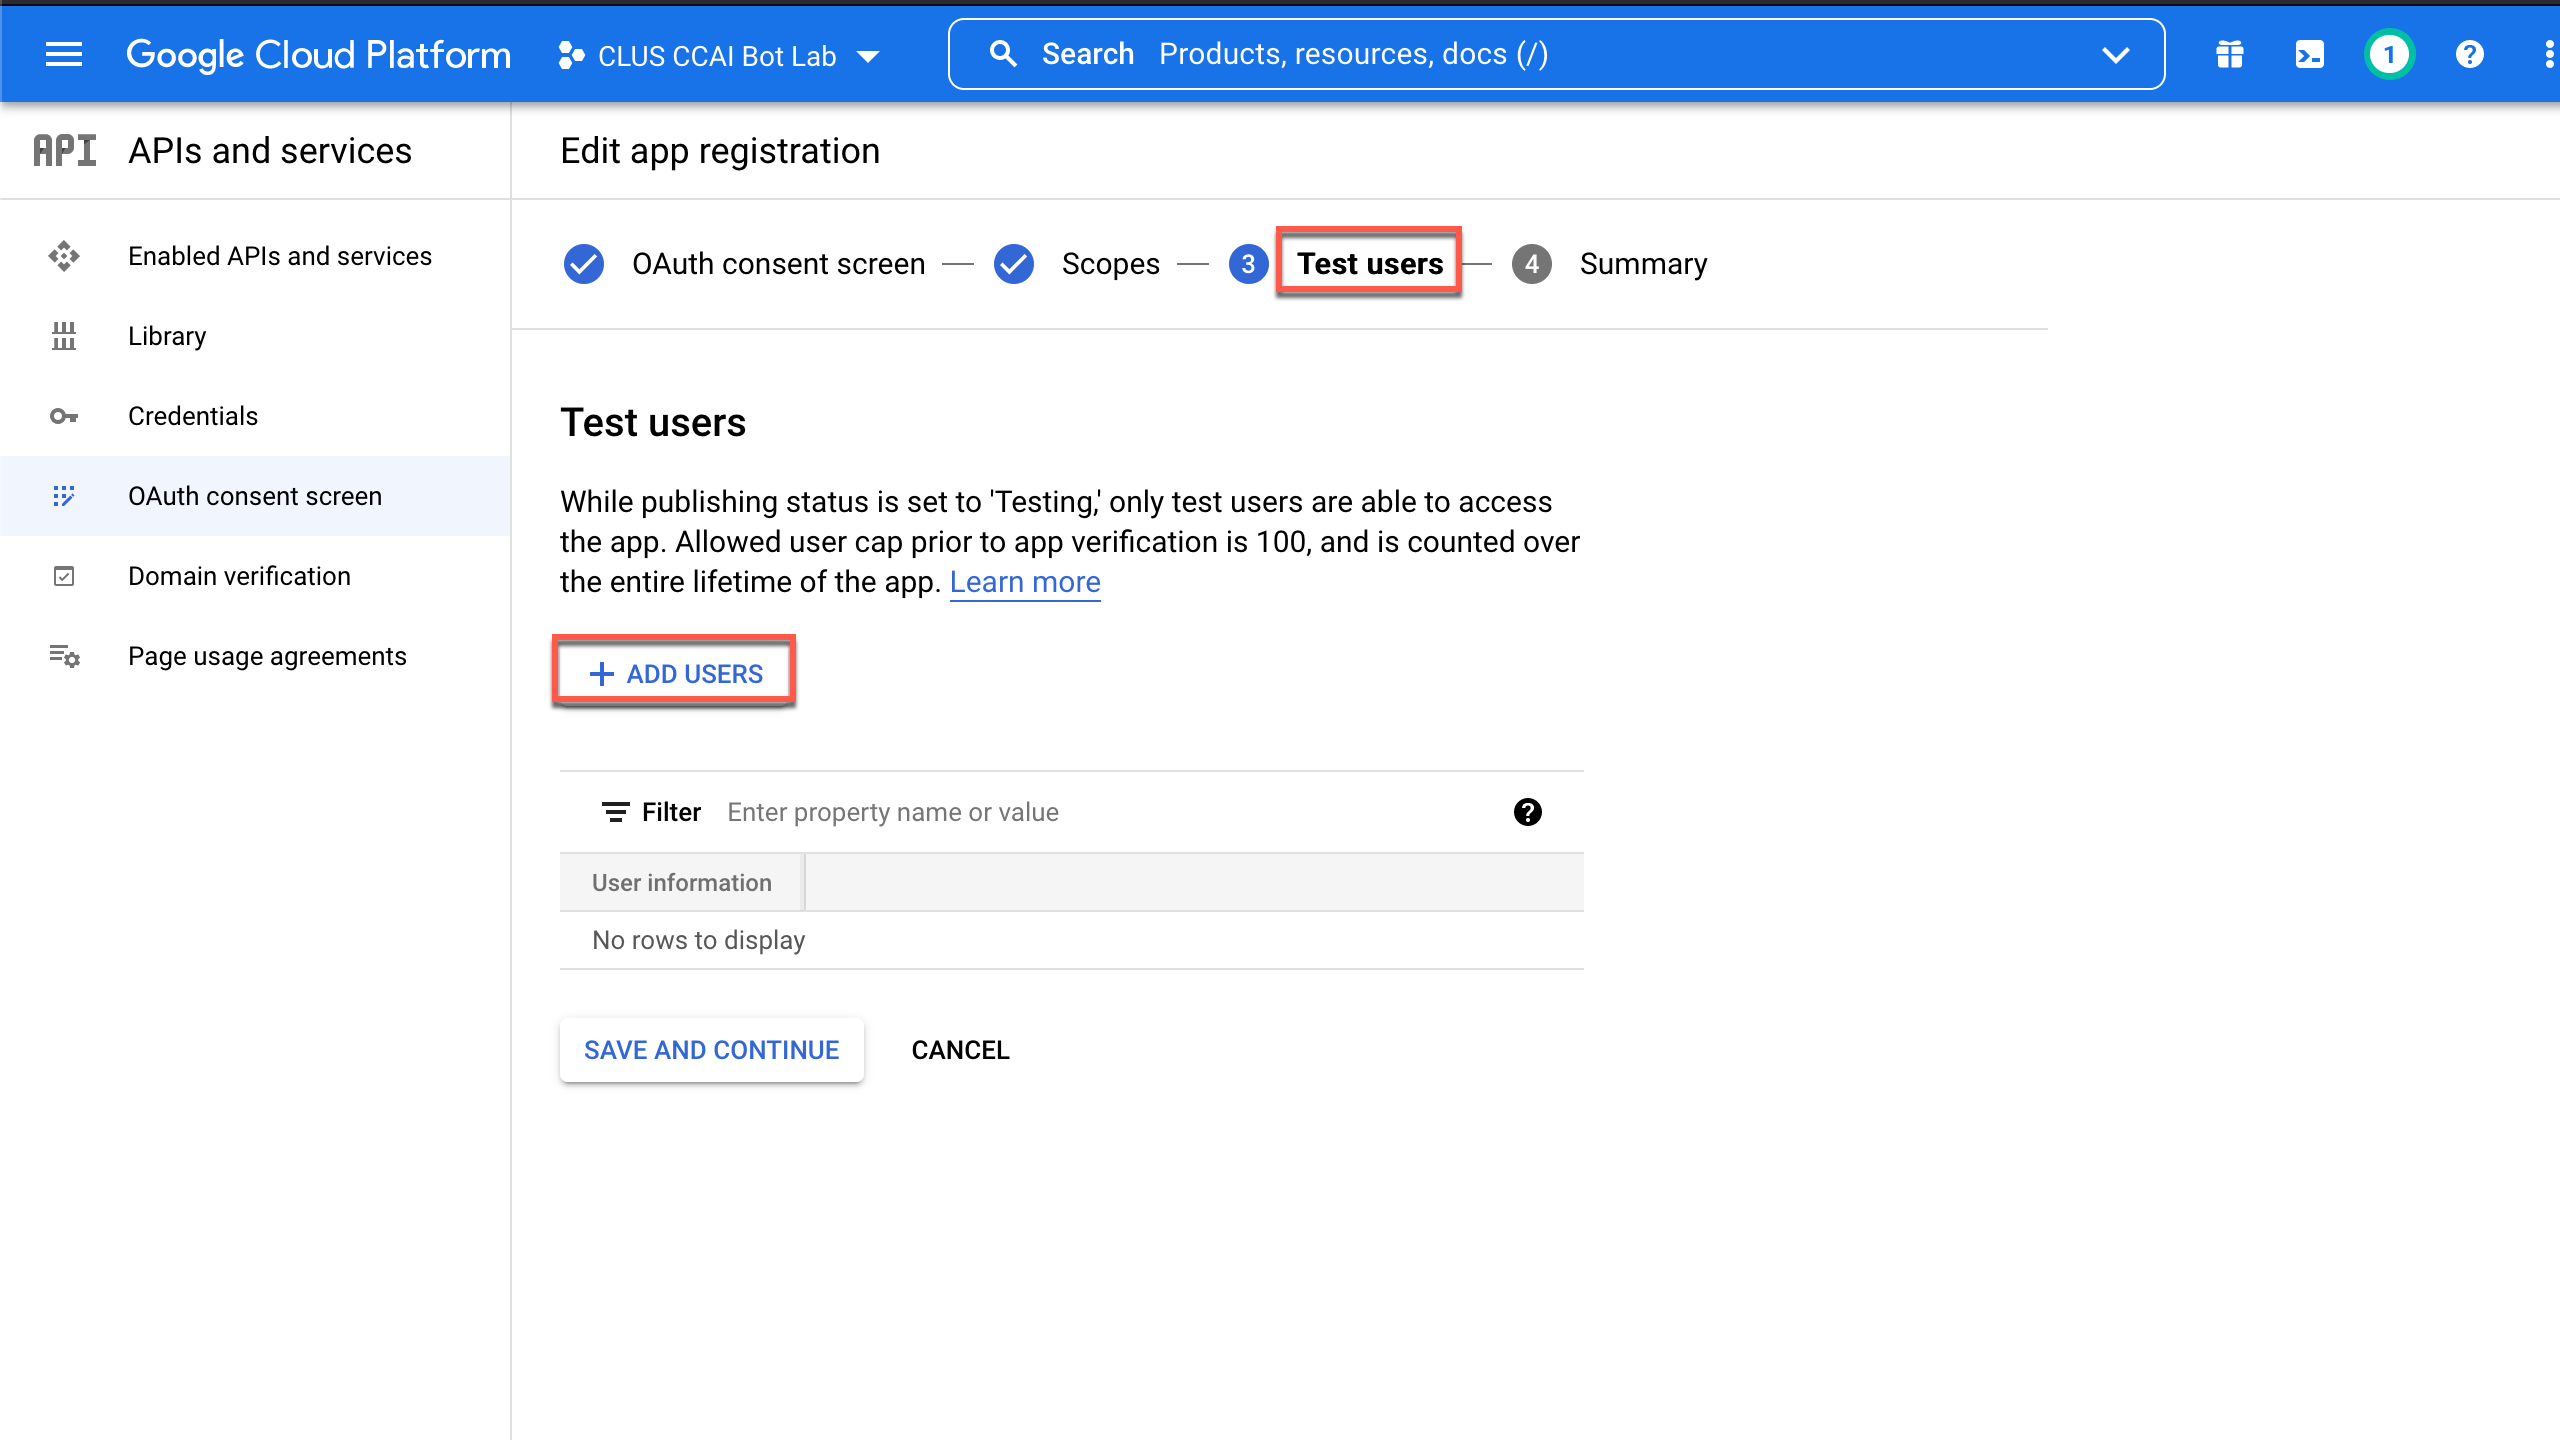 Google Cloud Platform
CLUS CCAI Bot Lab
Search Products, resources, docs (/)
1
?
API APIs and services
Edit app registration
Enabled APIs and services
Library
Credentials
OAuth consent screen
Domain verification
Page usage agreements
OAuth consent screen
Scopes
3 Test users
4 Summary
Test users
While publishing status is set to 'Testing,' only test users are able to access
the app. Allowed user cap prior to app verification is 100, and is counted over
the entire lifetime of the app. Learn more
+ ADD USERS
Filter Enter property name or value
?
User information
No rows to display
SAVE AND CONTINUE CANCEL